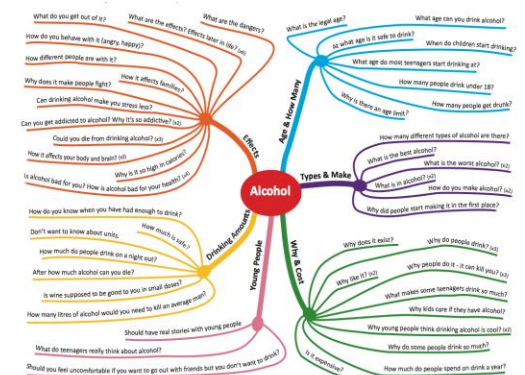 What do you get out of it?
What are the effects? Effects later in life? (x6)
What are the dangers?
How do you behave with it (angry, happy)?
How different people are with it?
How it affects families?
Why does it make people fight?
Can drinking alcohol make you stress less?
Can you get addicted to alcohol? Why it's so addictive? (x2)
Could you die from drinking alcohol? (x3)
How it affects your body and brain?
Why is it so high in calories?
Is alcohol bad for you? How is alcohol bad for your health?
Effects
What is the legal age?
What age can you drink alcohol?
At what age is it safe to drink?
When do children start drinking?
What age do most teenagers start drinking at?
How many people drink under 18?
Why is there an age limit?
How many people get drunk?
Age & How Many
Alcohol
Types & Make
How many different types of alcohol are there?
What is the best alcohol?
What is the worst alcohol? (x2)
What is in alcohol? (x2)
How do you make alcohol? (x2)
Why did people start making it in the first place?
Drinking Amounts
How do you know when you have had enough to drink?
How much is safe?
Don't want to know about units.
How much do people drink on a night out?
After how much alcohol can you die?
Is wine supposed to be good to you in small doses?
How many litres of alcohol would you need to kill an average man?
Young People
Should have real stories with young people
What do teenagers really think about alcohol?
Should you feel uncomfortable if you want to go out with friends but you don't want to drink?
Why & Cost
Why does it exist?
Why do people drink? (x3)
Why like it? (x2)
Why people do it - it can kill you? (x3)
What makes some teenagers drink so much?
Why kids care if they have alcohol?
Why young people think drinking alcohol is cool? (x2)
Why do some people drink so much?
Is it expensive?
How much do people spend on drink a year?